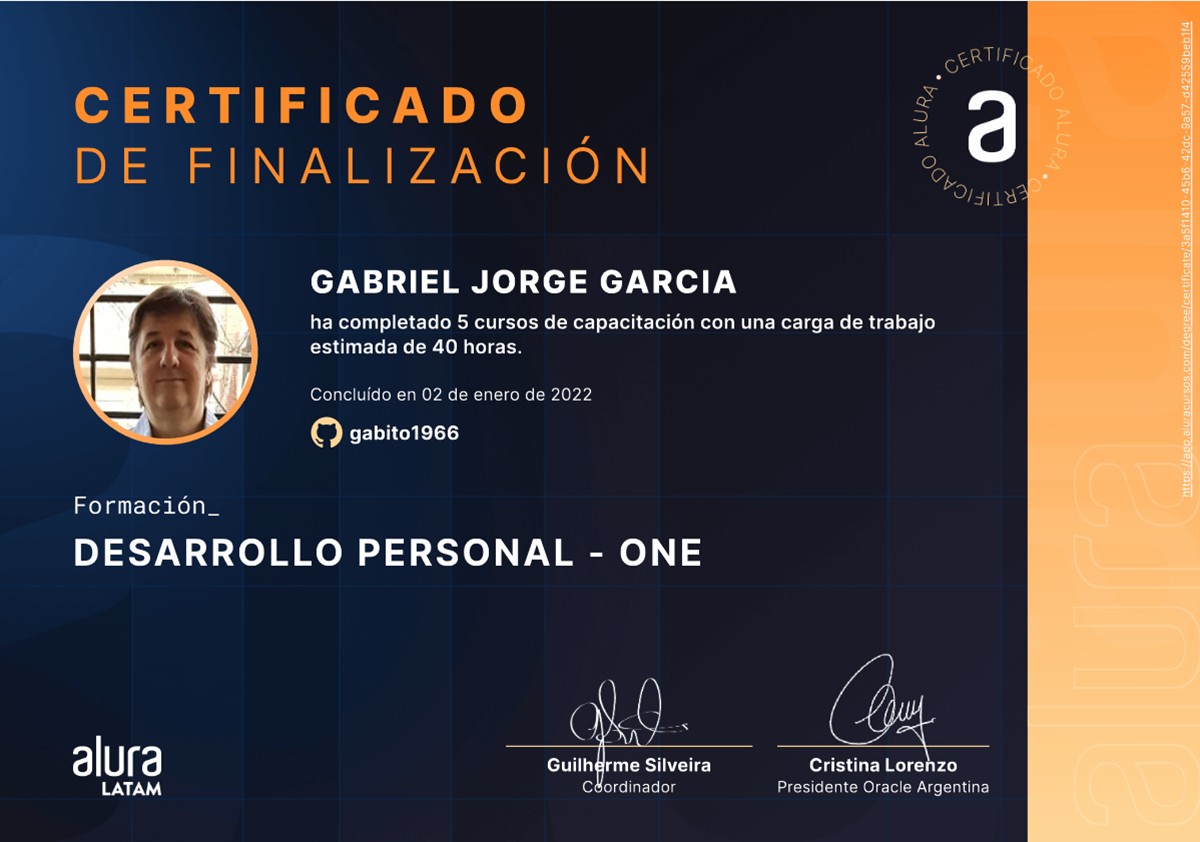 CERTIFICADO
DE FINALIZACIÓN
CERTIFICADO ALURA • CERTIFICADO ALURA •
a
GABRIEL JORGE GARCIA
ha completado 5 cursos de capacitación con una carga de trabajo
estimada de 40 horas.
Concluído en 02 de enero de 2022
gabito1966
Formación_
DESARROLLO PERSONAL - ONE
alura
LATAM
Guilherme Silveira
Coordinador
Cristina Lorenzo
Presidente Oracle Argentina
https://app.aluracursos.com/degree/certificate/3a5f1410-45b6-42dc-9a57-d42559beb1f4
alura